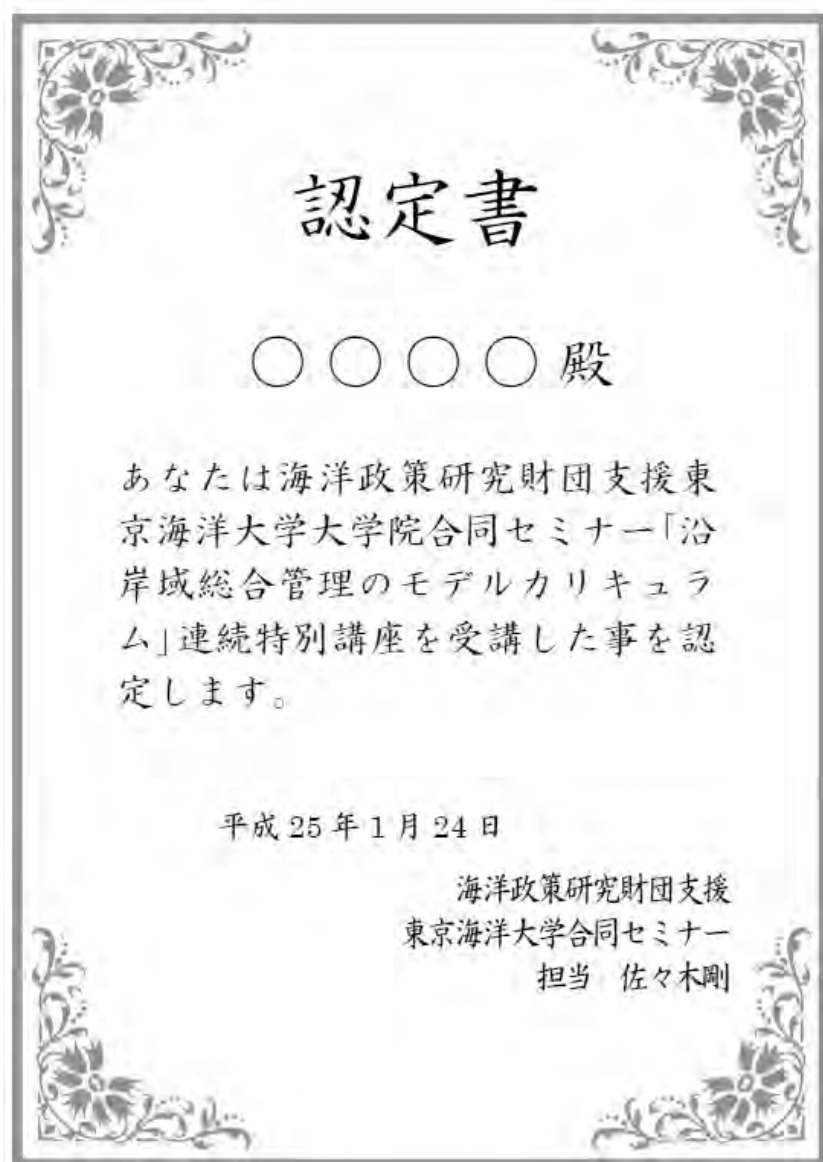 認定書
○○○○殿
あなたは海洋政策研究財団支援東
京海洋大学大学院合同セミナー「沿
岸域総合管理のモデルカリキュラ
ム」連続特別講座を受講した事を認
定します。
平成 25 年 1 月 24 日
海洋政策研究財団支援
東京海洋大学合同セミナー
担当　佐々木剛